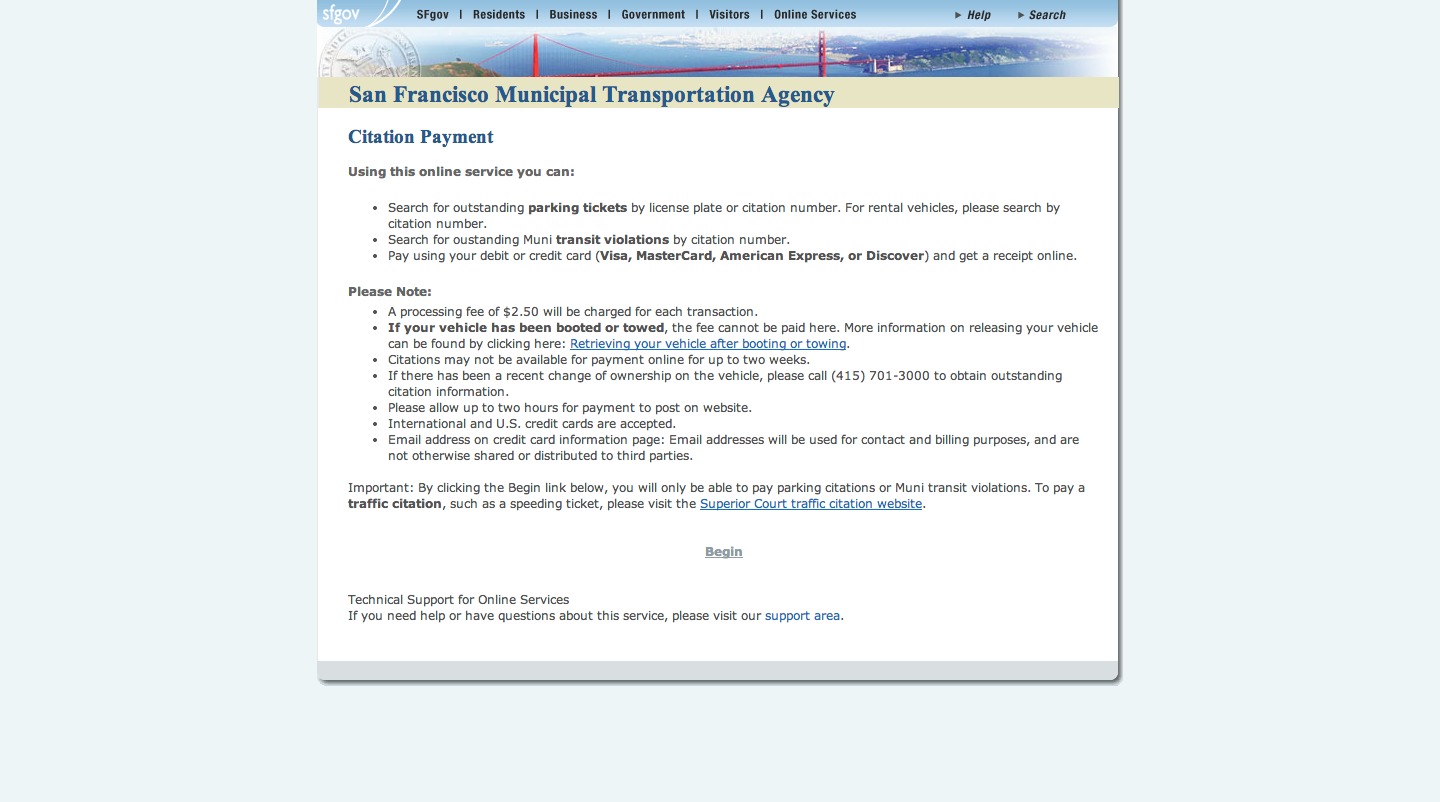 sfgov
SFgov | Residents | Business | Government | Visitors | Online Services
Help
Search
San Francisco Municipal Transportation Agency
Citation Payment
Using this online service you can:
• Search for outstanding parking tickets by license plate or citation number. For rental vehicles, please search by
citation number.
• Search for oustanding Muni transit violations by citation number.
• Pay using your debit or credit card (Visa, MasterCard, American Express, or Discover) and get a receipt online.
Please Note:
• A processing fee of $2.50 will be charged for each transaction.
• If your vehicle has been booted or towed, the fee cannot be paid here. More information on releasing your vehicle
can be found by clicking here: Retrieving your vehicle after booting or towing.
• Citations may not be available for payment online for up to two weeks.
• If there has been a recent change of ownership on the vehicle, please call (415) 701-3000 to obtain outstanding
citation information.
• Please allow up to two hours for payment to post on website.
• International and U.S. credit cards are accepted.
• Email address on credit card information page: Email addresses will be used for contact and billing purposes, and are
not otherwise shared or distributed to third parties.
Important: By clicking the Begin link below, you will only be able to pay parking citations or Muni transit violations. To pay a
traffic citation, such as a speeding ticket, please visit the Superior Court traffic citation website.
Begin
Technical Support for Online Services
If you need help or have questions about this service, please visit our support area.